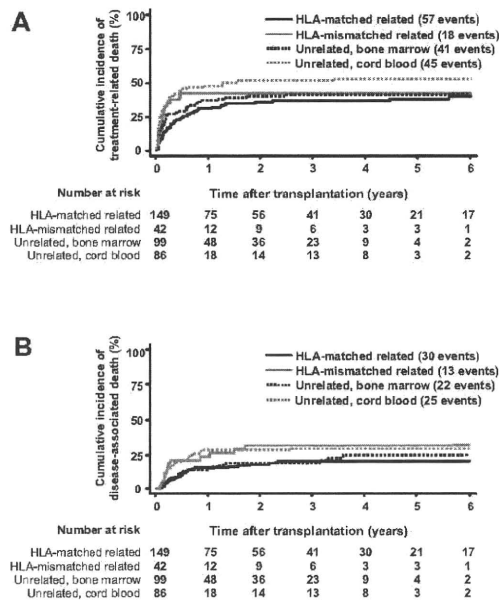 A
Cumulative incidence of
treatment-related death (%)
100
75
50
25
0
HLA-matched related (57 events)
HLA-mismatched related (18 events)
Unrelated, bone marrow (41 events)
Unrelated, cord blood (45 events)
0 1 2 3 4 5 6
Number at risk Time after transplantation (years)
HLA-matched related 149 75 56 41 30 21 17
HLA-mismatched related 42 12 9 6 3 3 1
Unrelated, bone marrow 99 48 36 23 9 4 2
Unrelated, cord blood 86 18 14 13 8 3 2
B
Cumulative incidence of
disease-associated death (%)
100
75
50
25
0
HLA-matched related (30 events)
HLA-mismatched related (13 events)
Unrelated, bone marrow (22 events)
Unrelated, cord blood (25 events)
0 1 2 3 4 5 6
Number at risk Time after transplantation (years)
HLA-matched related 149 75 56 41 30 21 17
HLA-mismatched related 42 12 9 6 3 3 1
Unrelated, bone marrow 99 48 36 23 9 4 2
Unrelated, cord blood 86 18 14 13 8 3 2